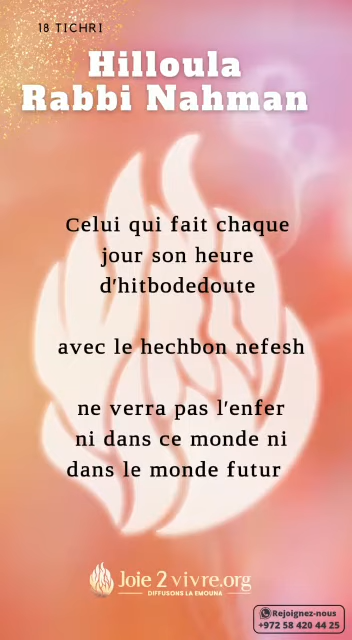 18 TICHRI
Hilloula
Rabbi Nahman
Celui qui fait chaque
jour son heure
d'hitbodedoute
avec le hechbon nefesh
ne verra pas l'enfer
ni dans ce monde ni
dans le monde futur
Joie 2 vivre.org
DIFFUSONS LA EMOUNA
Rejoignez-nous
+972 58 420 44 25